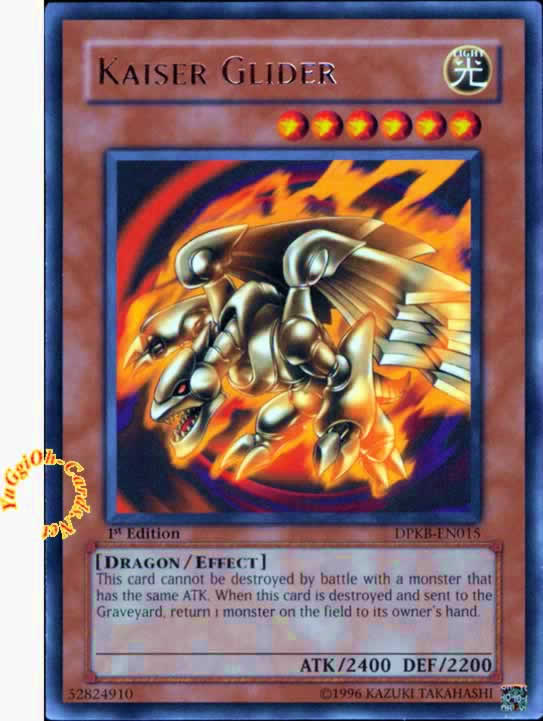 KAISER GLIDER
LIGHT
光
1st Edition
DPKB-EN015
[DRAGON/EFFECT]
This card cannot be destroyed by battle with a monster that
has the same ATK. When this card is destroyed and sent to the
Graveyard, return 1 monster on the field to its owner's hand.
ATK/2400 DEF/2200
52824910
©1996 KAZUKI TAKAHASHI
YuGgiOh-Cards.Net